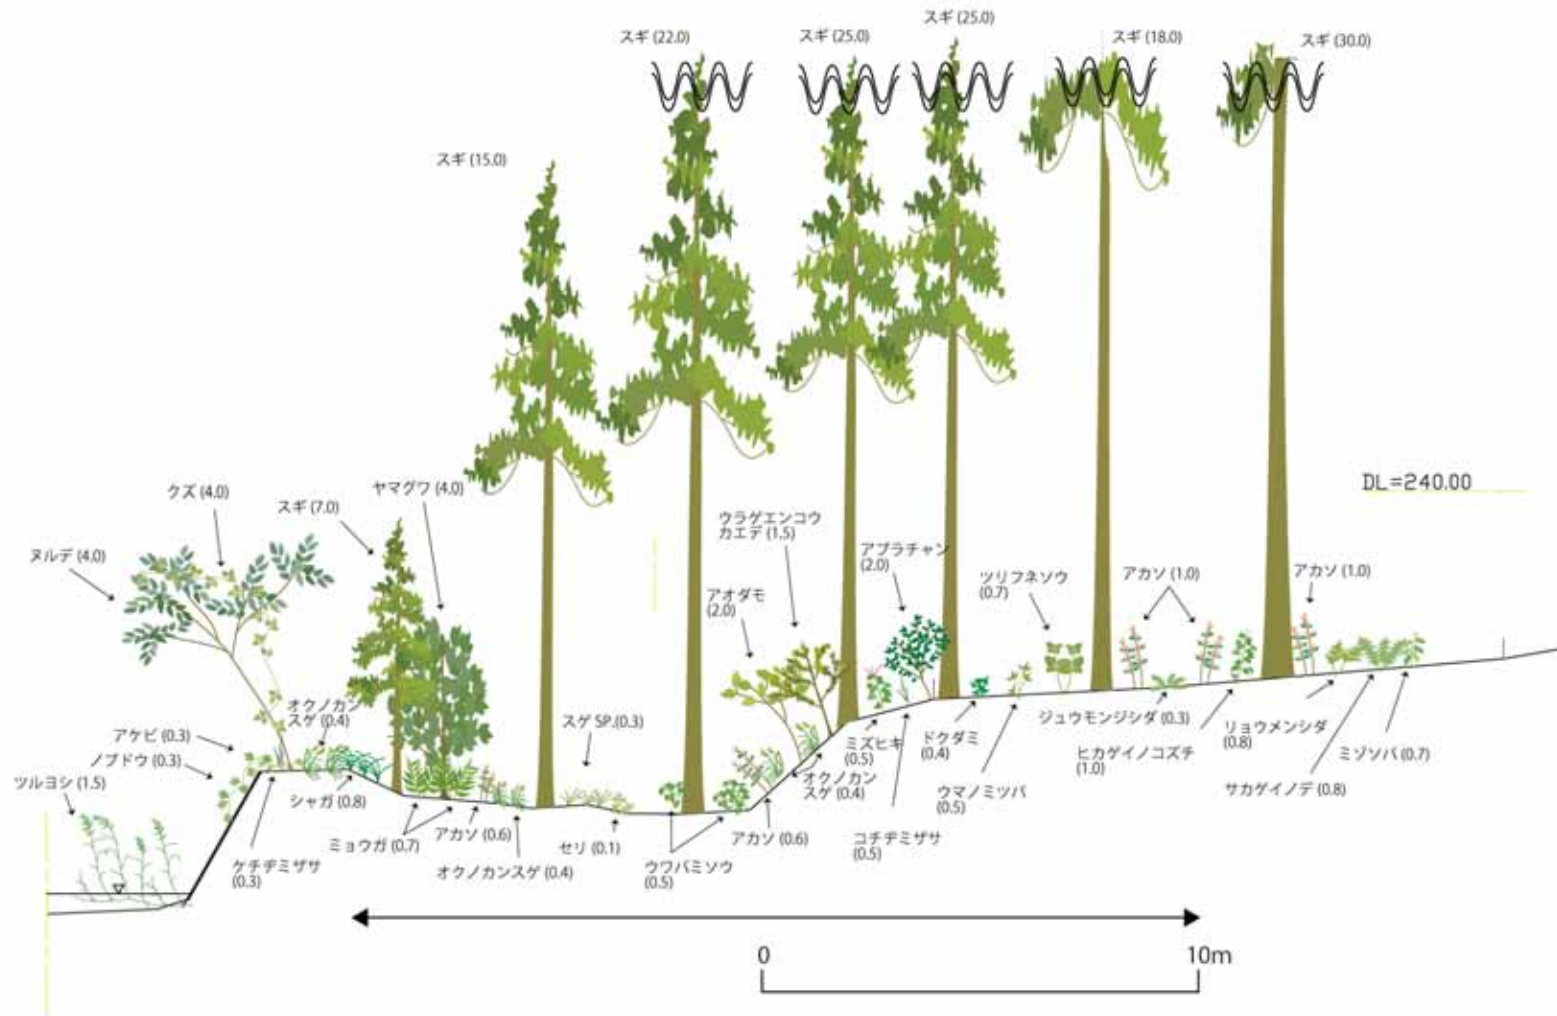 スギ (25.0)
スギ (22.0)
スギ (25.0)
スギ (18.0)
スギ (30.0)
スギ (15.0)
DL=240.00
クズ (4.0)
スギ (7.0)
ヤマグワ (4.0)
ヌルデ (4.0)
ウラゲエンコウ
カエデ (1.5)
アブラチャン
(2.0)
アオダモ
(2.0)
ツリフネソウ
(0.7)
アカソ (1.0)
アカソ (1.0)
オクノカン
スゲ (0.4)
アケビ (0.3)
ノブドウ (0.3)
ツルヨシ (1.5)
スゲ SP.(0.3)
シャガ (0.8)
ミョウガ (0.7)
アカソ (0.6)
オクノカンスゲ (0.4)
ケチヂミザサ
(0.3)
セリ (0.1)
ウワバミソウ
(0.5)
アカソ (0.6)
オクノカン
スゲ (0.4)
ミズヒキ
(0.5)
コチヂミザサ
(0.5)
ドクダミ
(0.4)
ウマノミツバ
(0.5)
ジュウモンジシダ (0.3)
ヒカゲイノコズチ
(1.0)
リョウメンシダ
(0.8)
サカゲイノデ (0.8)
ミゾソバ (0.7)
0
10m